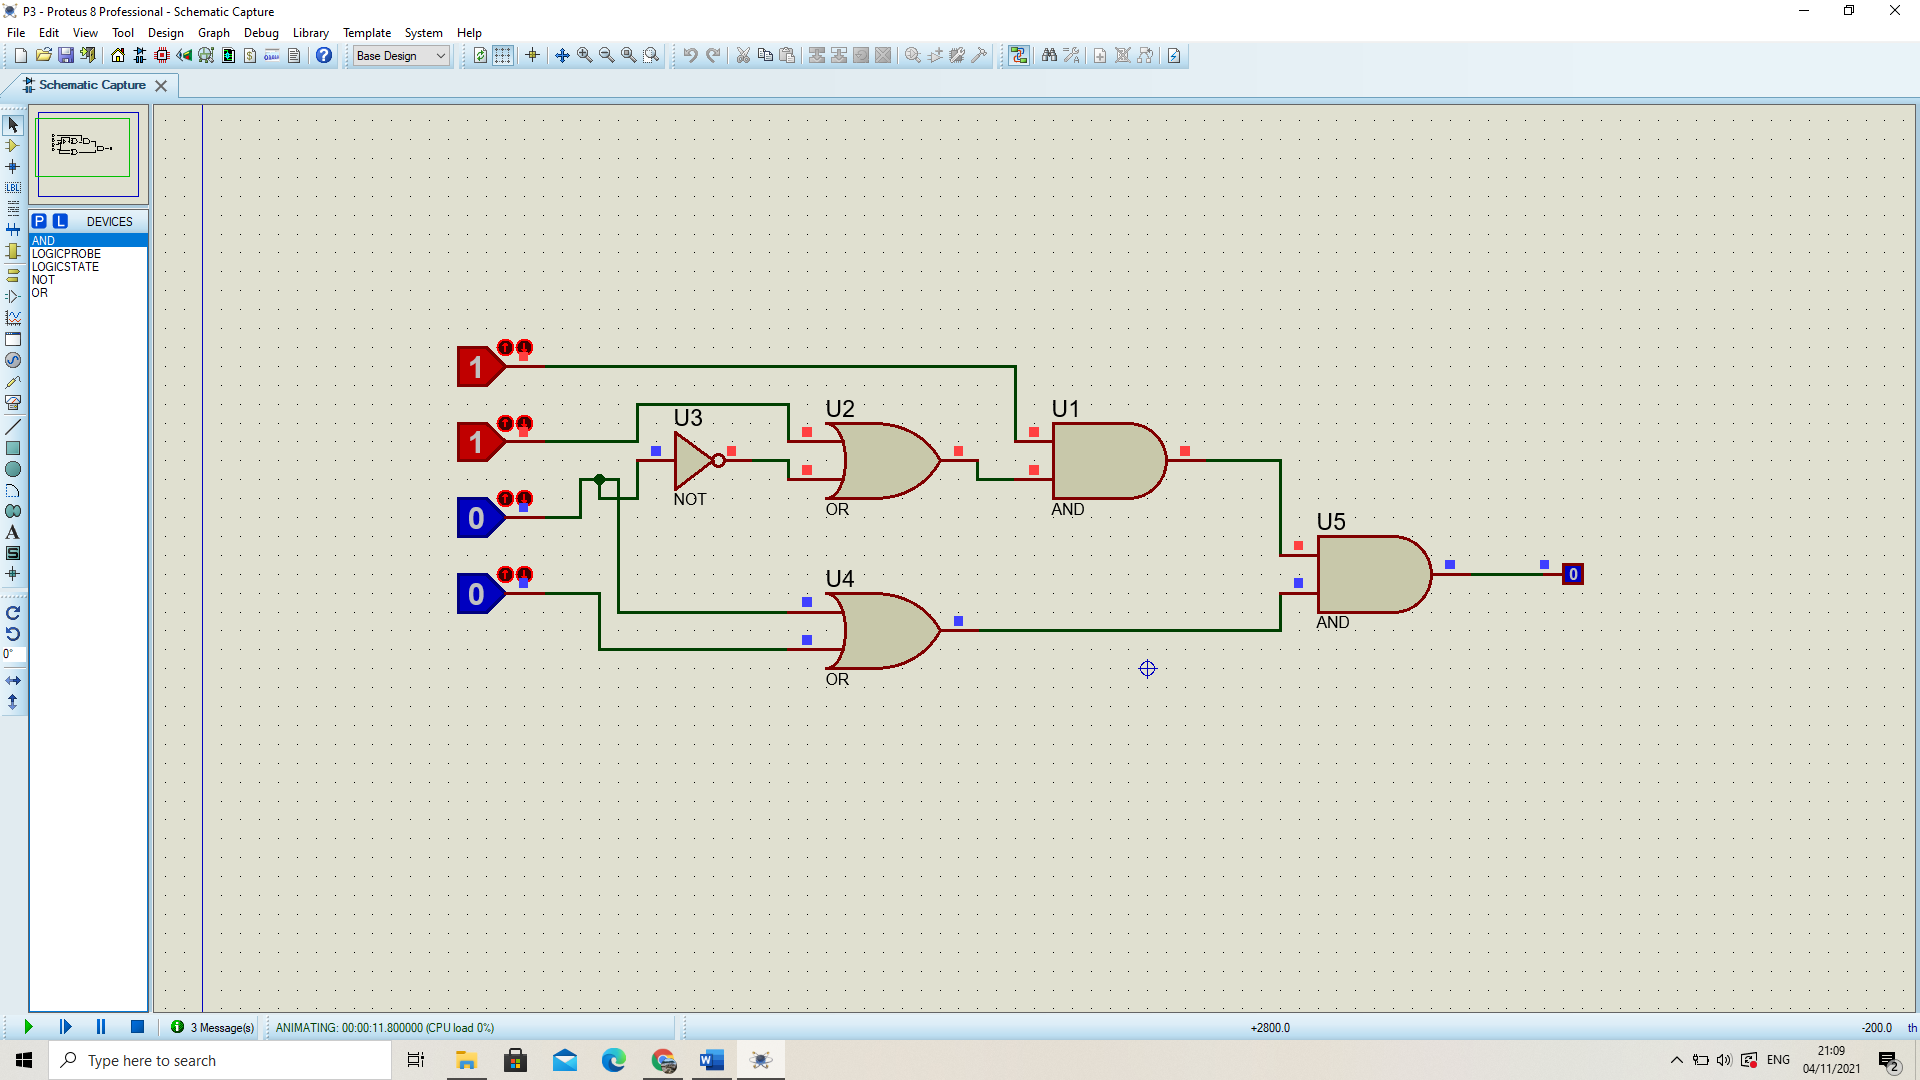 P3 - Proteus 8 Professional - Schematic Capture
File Edit View Tool Design Graph Debug Library Template System Help
Base Design
Schematic Capture
P L DEVICES
AND
LOGICPROBE
LOGICSTATE
NOT
OR
LBL
A
S
0°
1
1
0
0
U3
NOT
U2
OR
U1
AND
U4
OR
U5
AND
0
3 Message(s)
ANIMATING: 00:00:11.800000 (CPU load 0%)
+2800.0
-200.0
th
Type here to search
ENG
21:09
04/11/2021
2